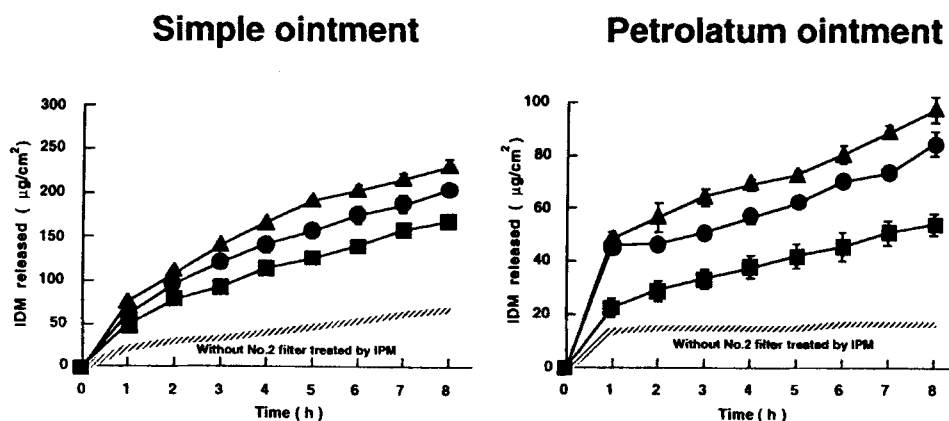 Simple ointment
IDM released ( μg/cm²)
300
250
200
150
100
50
0
Without No.2 filter treated by IPM
0 1 2 3 4 5 6 7 8
Time ( h )
Petrolatum ointment
IDM released ( μg/cm²)
100
80
60
40
20
0
Without No.2 filter treated by IPM
0 1 2 3 4 5 6 7 8
Time ( h )